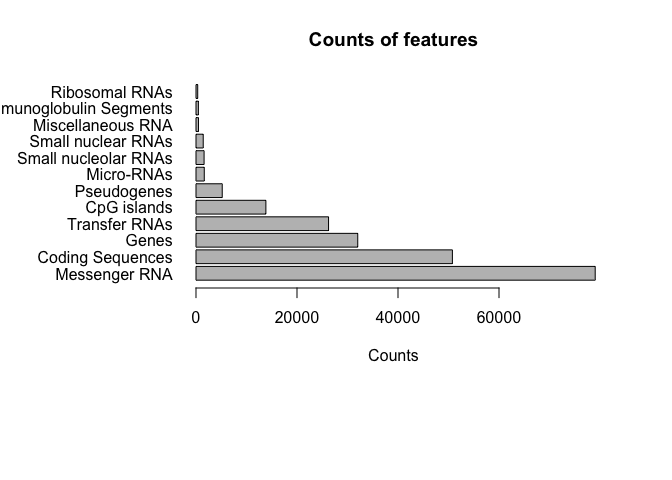 Counts of features
Ribosomal RNAs
munoglobulin Segments
Miscellaneous RNA
Small nuclear RNAs
Small nucleolar RNAs
Micro-RNAs
Pseudogenes
CpG islands
Transfer RNAs
Genes
Coding Sequences
Messenger RNA
0 20000 40000 60000
Counts